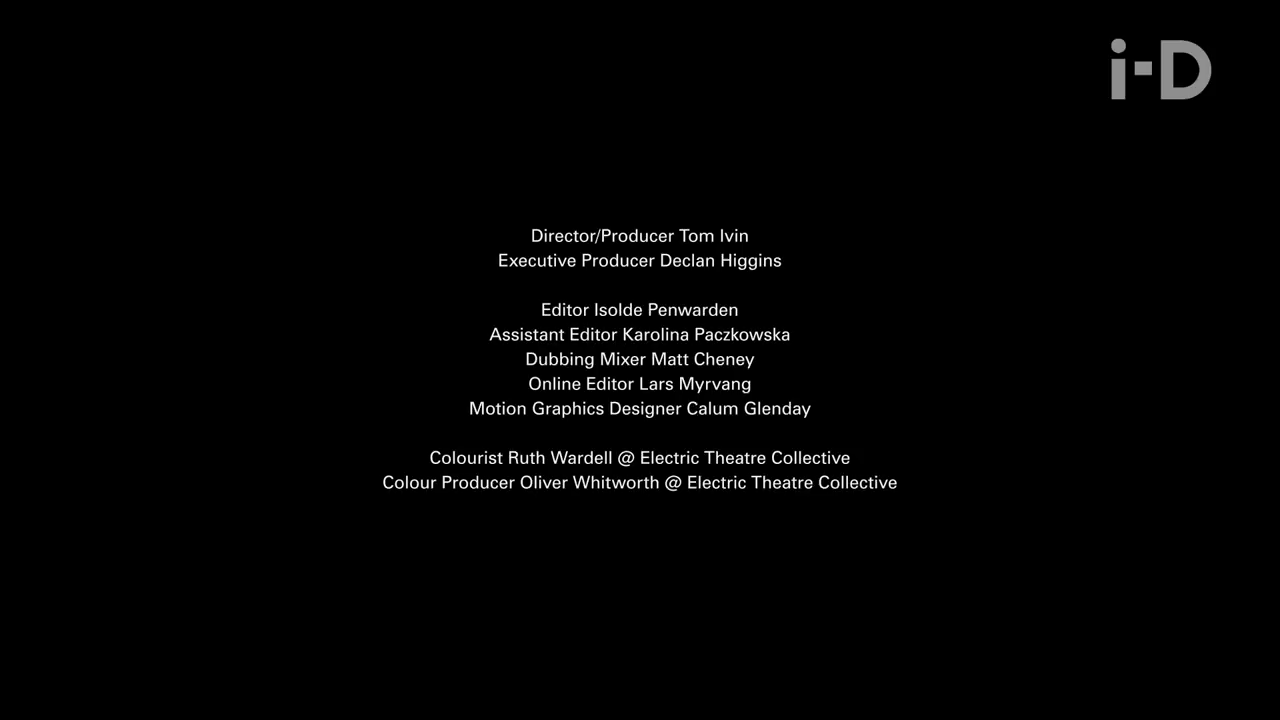 i-D
Director/Producer Tom Ivin
Executive Producer Declan Higgins
Editor Isolde Penwarden
Assistant Editor Karolina Paczkowska
Dubbing Mixer Matt Cheney
Online Editor Lars Myrvang
Motion Graphics Designer Calum Glenday
Colourist Ruth Wardell @ Electric Theatre Collective
Colour Producer Oliver Whitworth @ Electric Theatre Collective